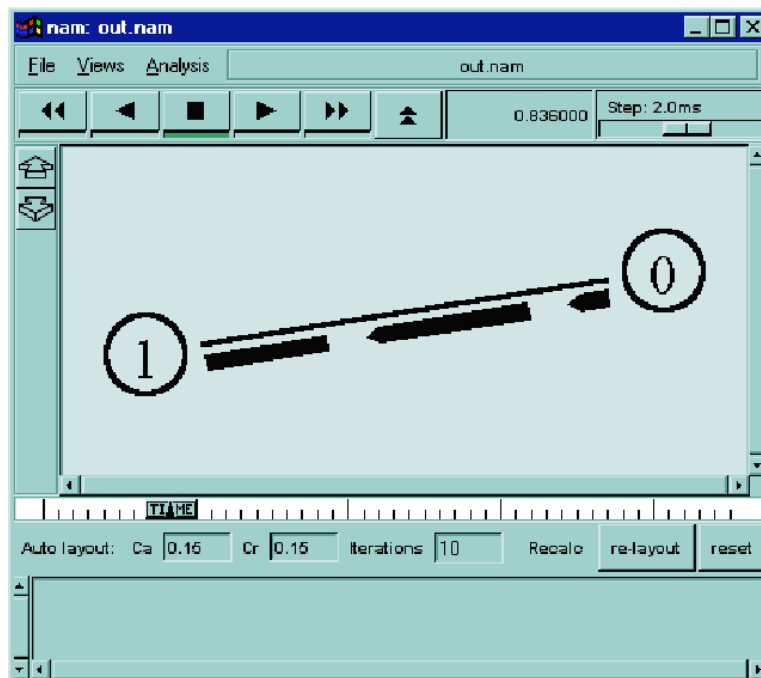 nam: out.nam
File Views Analysis out.nam
0.836000 Step: 2.0ms
0
1
TIME
Auto layout: Ca 0.15 Cr 0.15 Iterations 10 Recalc re-layout reset